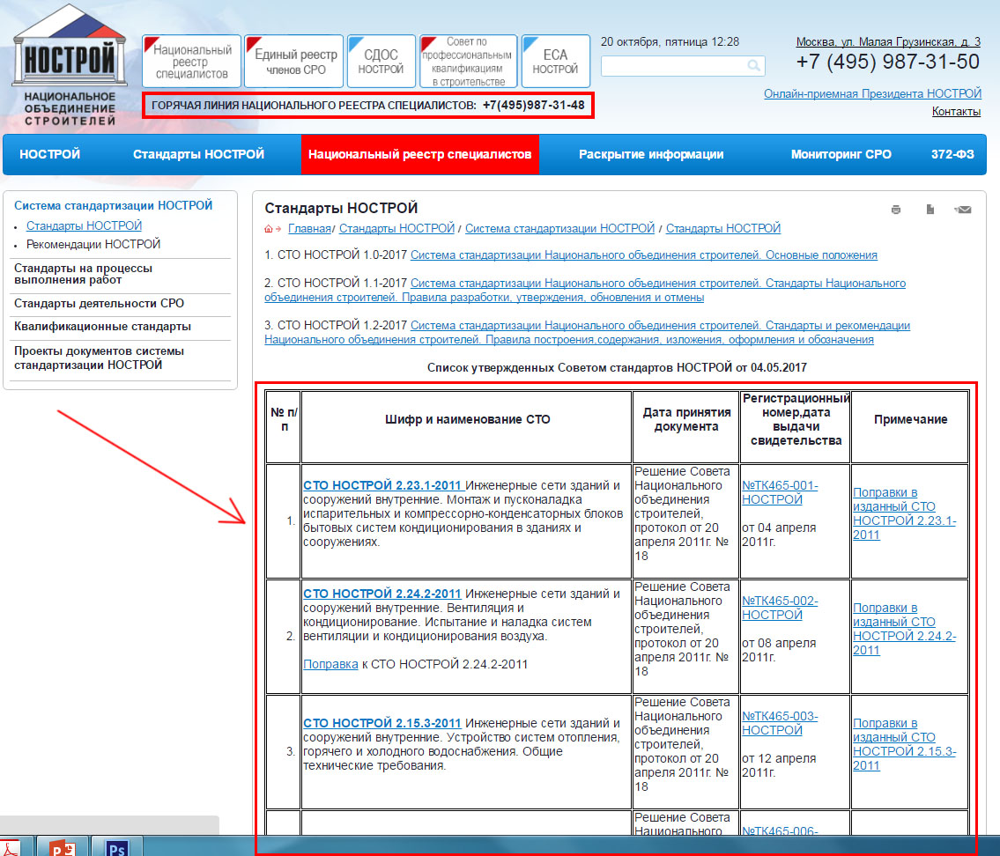 НОСТРОЙ
НАЦИОНАЛЬНОЕ
ОБЪЕДИНЕНИЕ
СТРОИТЕЛЕЙ
Национальный
реестр
специалистов
Единый реестр
членов СРО
СДОС
НОСТРОЙ
Совет по
профессиональным
квалификациям
в строительстве
ЕСА
НОСТРОЙ
20 октября, пятница 12:28
Москва, ул. Малая Грузинская, д. 3
+7 (495) 987-31-50
Онлайн-приемная Президента НОСТРОЙ
Контакты
ГОРЯЧАЯ ЛИНИЯ НАЦИОНАЛЬНОГО РЕЕСТРА СПЕЦИАЛИСТОВ: +7(495)987-31-48
НОСТРОЙ Стандарты НОСТРОЙ Национальный реестр специалистов Раскрытие информации Мониторинг СРО 372-ФЗ
Система стандартизации НОСТРОЙ
Стандарты НОСТРОЙ
Рекомендации НОСТРОЙ
Стандарты на процессы
выполнения работ
Стандарты деятельности СРО
Квалификационные стандарты
Проекты документов системы
стандартизации НОСТРОЙ
Стандарты НОСТРОЙ
Главная/ Стандарты НОСТРОЙ / Система стандартизации НОСТРОЙ / Стандарты НОСТРОЙ
1. СТО НОСТРОЙ 1.0-2017 Система стандартизации Национального объединения строителей. Основные положения
2. СТО НОСТРОЙ 1.1-2017 Система стандартизации Национального объединения строителей. Стандарты Национального
объединения строителей. Правила разработки, утверждения, обновления и отмены
3. СТО НОСТРОЙ 1.2-2017 Система стандартизации Национального объединения строителей. Стандарты и рекомендации
Национального объединения строителей. Правила построения,содержания, изложения, оформления и обозначения
Список утвержденных Советом стандартов НОСТРОЙ от 04.05.2017
№ п/
п
Шифр и наименование СТО
Дата принятия
документа
Регистрационный
номер,дата
выдачи
свидетельства
Примечание
1.
СТО НОСТРОЙ 2.23.1-2011 Инженерные сети зданий и
сооружений внутренние. Монтаж и пусконаладка
испарительных и компрессорно-конденсаторных блоков
бытовых систем кондиционирования в зданиях и
сооружениях.
Решение Совета
Национального
объединения
строителей,
протокол от 20
апреля 2011г. №
18
№ТК465-001-
НОСТРОЙ
от 04 апреля
2011г.
Поправки в
изданный СТО
НОСТРОЙ 2.23.1-
2011
2.
СТО НОСТРОЙ 2.24.2-2011 Инженерные сети зданий и
сооружений внутренние. Вентиляция и
кондиционирование. Испытание и наладка систем
вентиляции и кондиционирования воздуха.
Поправка к СТО НОСТРОЙ 2.24.2-2011
Решение Совета
Национального
объединения
строителей,
протокол от 20
апреля 2011г. №
18
№ТК465-002-
НОСТРОЙ
от 08 апреля
2011г.
Поправки в
изданный СТО
НОСТРОЙ 2.24.2-
2011
3.
СТО НОСТРОЙ 2.15.3-2011 Инженерные сети зданий и
сооружений внутренние. Устройство систем отопления,
горячего и холодного водоснабжения. Общие
технические требования.
Решение Совета
Национального
объединения
строителей,
протокол от 20
апреля 2011г. №
18
№ТК465-003-
НОСТРОЙ
от 12 апреля
2011г.
Поправки в
изданный СТО
НОСТРОЙ 2.15.3-
2011
Решение Совета
Национального
№ТК465-006-
P
Ps